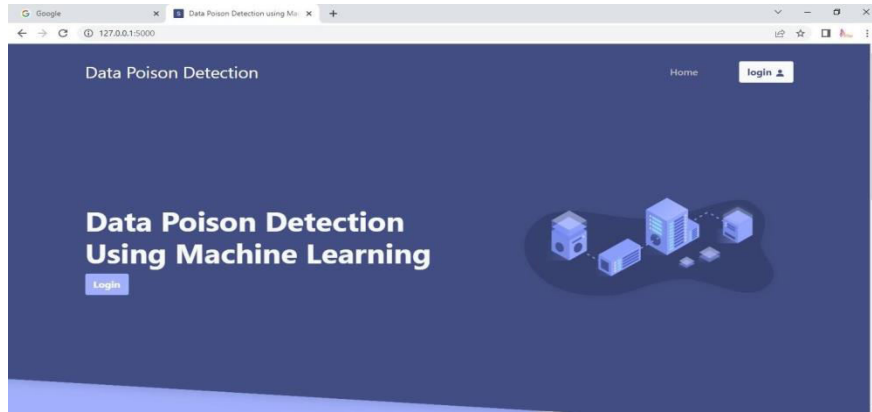 Google
Data Poison Detection using Ma
127.0.0.1:5000
Data Poison Detection
Home
login
Data Poison Detection
Using Machine Learning
Login